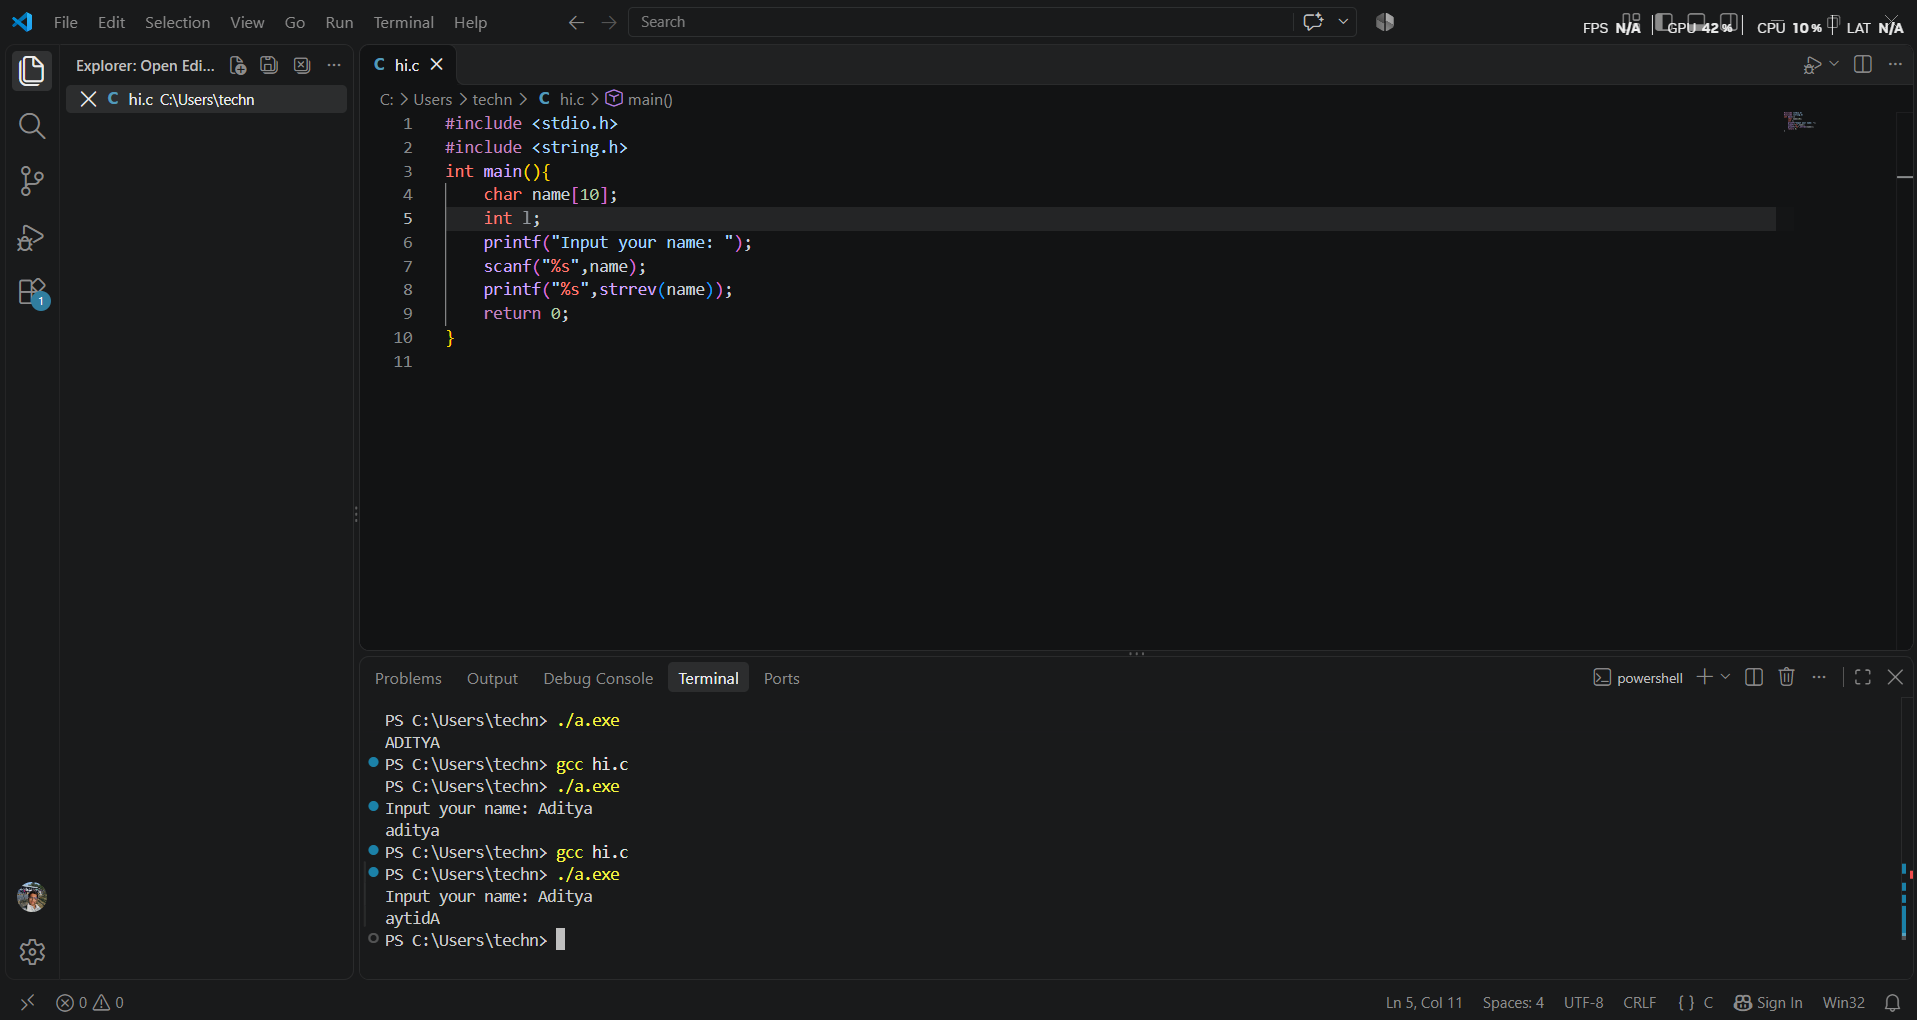 File Edit Selection View Go Run Terminal Help
Search
FPS N/A GPU 42% CPU 10% LAT N/A
Explorer: Open Edi...
hi.c C:\Users\techn
1
C hi.c
C: > Users > techn > C hi.c > main()
1 #include <stdio.h>
2 #include <string.h>
3 int main(){
4     char name[10];
5     int l;
6     printf("Input your name: ");
7     scanf("%s",name);
8     printf("%s",strrev(name));
9     return 0;
10 }
11
Problems Output Debug Console Terminal Ports
powershell
PS C:\Users\techn> ./a.exe
ADITYA
PS C:\Users\techn> gcc hi.c
PS C:\Users\techn> ./a.exe
Input your name: Aditya
aditya
PS C:\Users\techn> gcc hi.c
PS C:\Users\techn> ./a.exe
Input your name: Aditya
aytidA
PS C:\Users\techn>
0 0
Ln 5, Col 11 Spaces: 4 UTF-8 CRLF { } C Sign In Win32